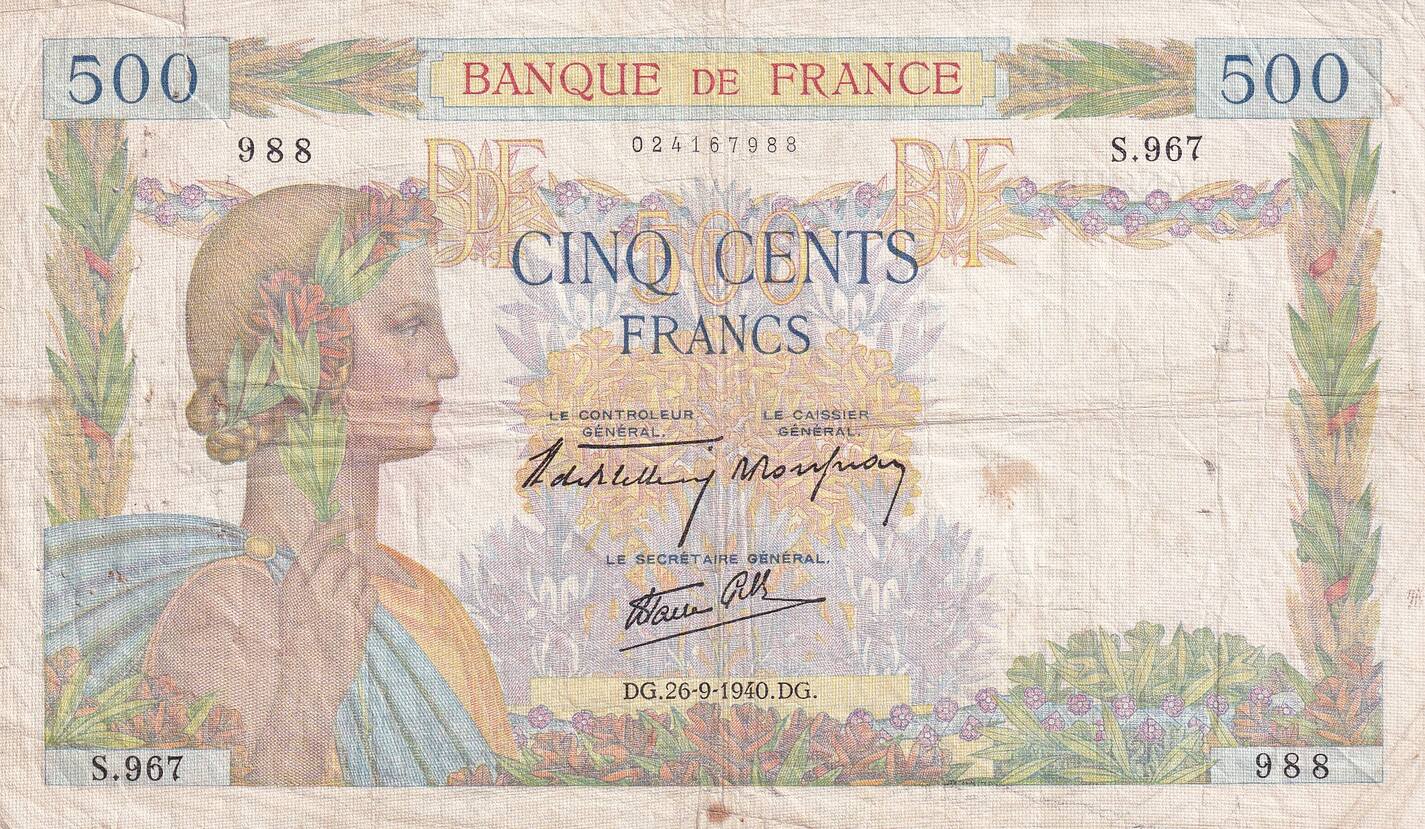 500 BANQUE DE FRANCE 500
988 024167988 S.967
BDF BDF
500
CINQ CENTS
FRANCS
LE CONTROLEUR GÉNÉRAL.
LE CAISSIER GÉNÉRAL.
LE SECRÉTAIRE GÉNÉRAL.
DG.26-9-1940.DG.
S.967 988